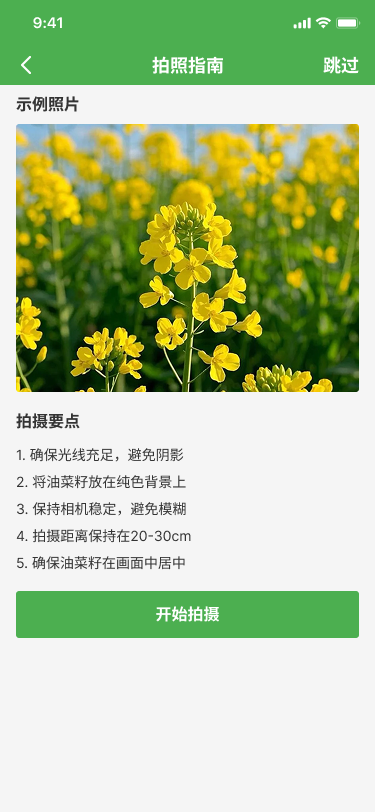 9:41
拍照指南
跳过
示例照片
拍摄要点
1. 确保光线充足，避免阴影
2. 将油菜籽放在纯色背景上
3. 保持相机稳定，避免模糊
4. 拍摄距离保持在20-30cm
5. 确保油菜籽在画面中居中
开始拍摄